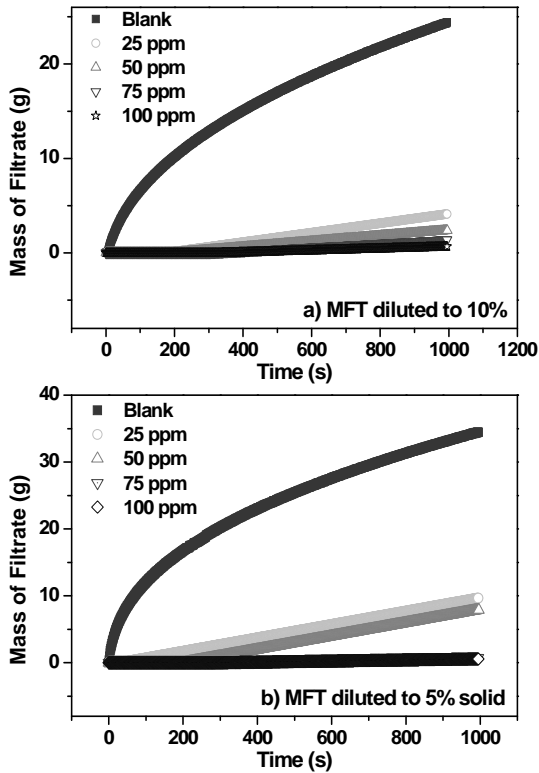 Blank
25 ppm
50 ppm
75 ppm
100 ppm
20
10
0
Mass of Filtrate (g)
a) MFT diluted to 10%
0 200 400 600 800 1000 1200
Time (s)
40
Blank
25 ppm
50 ppm
75 ppm
100 ppm
30
20
10
0
Mass of Filtrate (g)
b) MFT diluted to 5% solid
0 200 400 600 800 1000
Time (s)